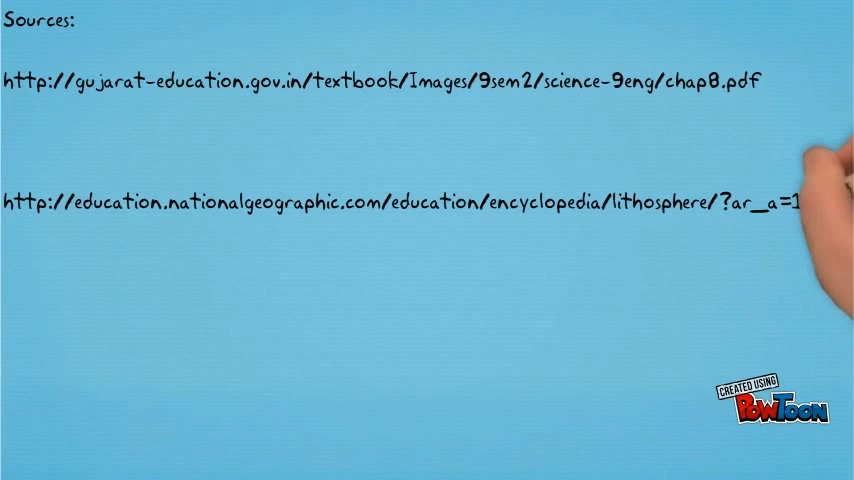 Sources:
http://gujarat-education.gov.in/textbook/Images/9sem2/science-9eng/chap8.pdf
http://education.nationalgeographic.com/education/encyclopedia/lithosphere/?ar_a=1
CREATED USING
POWTOON